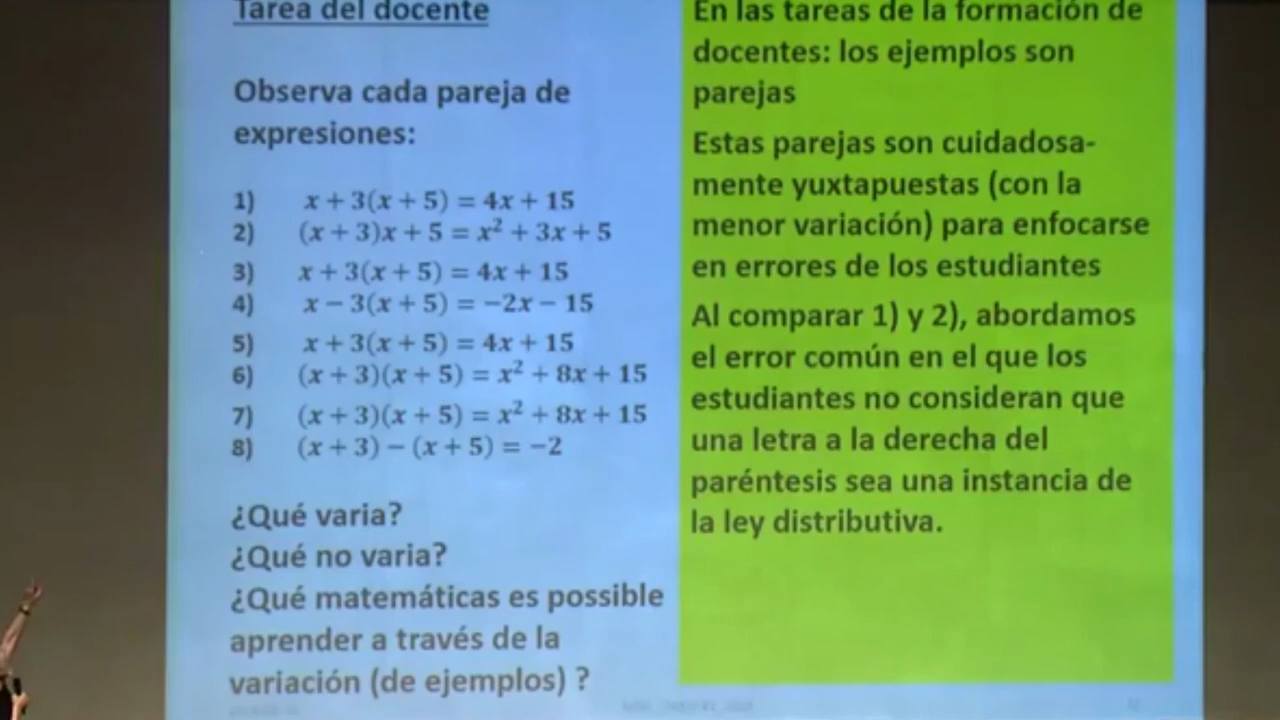 Tarea del docente
Observa cada pareja de
expresiones:
1) x + 3(x + 5) = 4x + 15
2) (x + 3)x + 5 = x² + 3x + 5
3) x + 3(x + 5) = 4x + 15
4) x − 3(x + 5) = −2x − 15
5) x + 3(x + 5) = 4x + 15
6) (x + 3)(x + 5) = x² + 8x + 15
7) (x + 3)(x + 5) = x² + 8x + 15
8) (x + 3) − (x + 5) = −2
¿Qué varia?
¿Qué no varia?
¿Qué matemáticas es possible
aprender a través de la
variación (de ejemplos) ?
En las tareas de la formación de
docentes: los ejemplos son
parejas
Estas parejas son cuidadosa-
mente yuxtapuestas (con la
menor variación) para enfocarse
en errores de los estudiantes
Al comparar 1) y 2), abordamos
el error común en el que los
estudiantes no consideran que
una letra a la derecha del
paréntesis sea una instancia de
la ley distributiva.